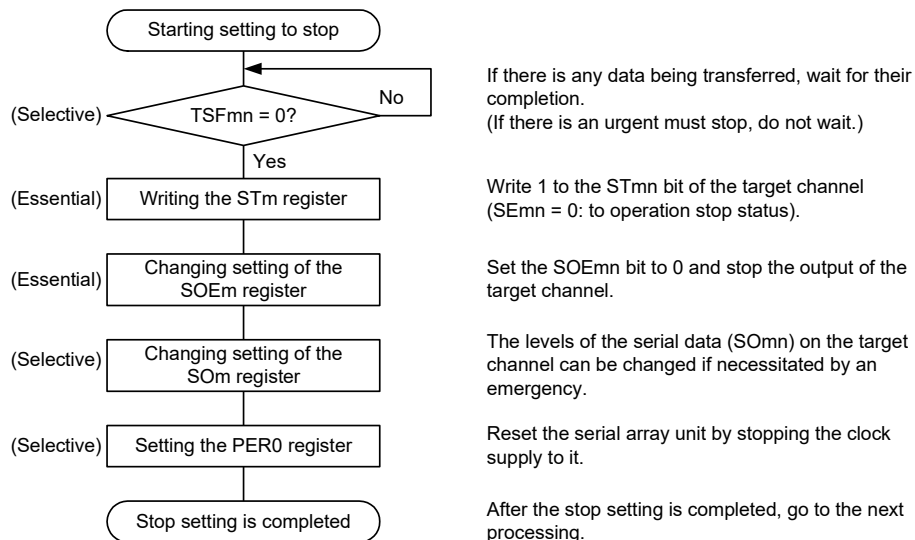 Starting setting to stop
No
If there is any data being transferred, wait for their
completion.
(If there is an urgent must stop, do not wait.)
(Selective)
TSFmn = 0?
Yes
(Essential)
Writing the STm register
Write 1 to the STmn bit of the target channel
(SEmn = 0: to operation stop status).
(Essential)
Changing setting of the
SOEm register
Set the SOEmn bit to 0 and stop the output of the
target channel.
(Selective)
Changing setting of the
SOm register
The levels of the serial data (SOmn) on the target
channel can be changed if necessitated by an
emergency.
(Selective)
Setting the PER0 register
Reset the serial array unit by stopping the clock
supply to it.
Stop setting is completed
After the stop setting is completed, go to the next
processing.